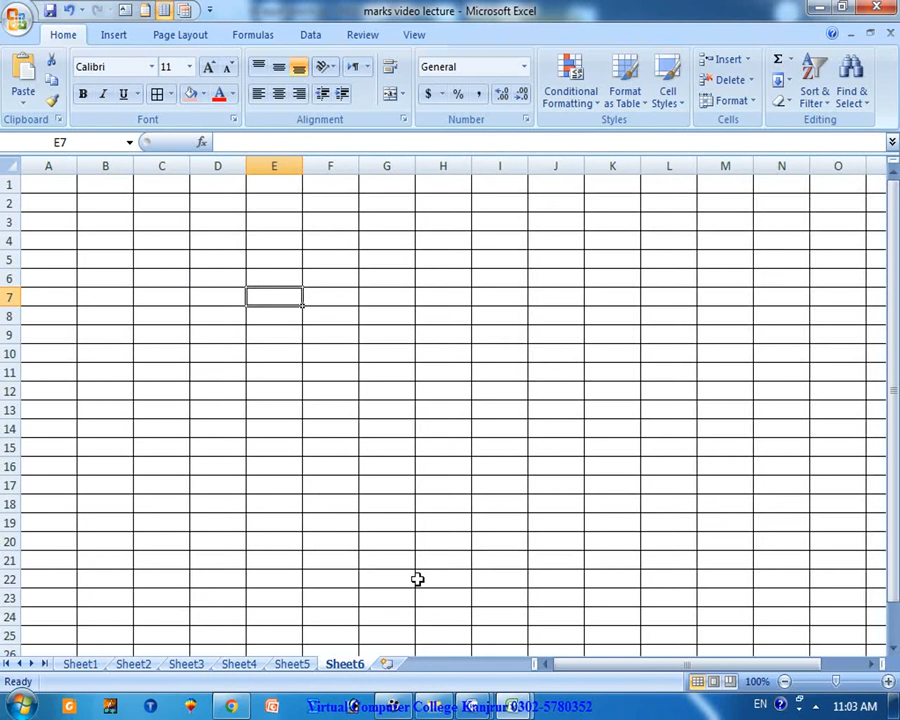 marks video lecture - Microsoft Excel
Home Insert Page Layout Formulas Data Review View
Paste
Calibri 11
B I U
General
$ % ,
Conditional Formatting
Format as Table
Cell Styles
Insert
Delete
Format
Σ
Sort & Filter
Find & Select
Clipboard Font Alignment Number Styles Cells Editing
E7 fx
A B C D E F G H I J K L M N O
1
2
3
4
5
6
7
8
9
10
11
12
13
14
15
16
17
18
19
20
21
22
23
24
25
26
Sheet1 Sheet2 Sheet3 Sheet4 Sheet5 Sheet6
Ready 100%
Virtual Computer College Kanjrur 0302-5780352
EN 11:03 AM